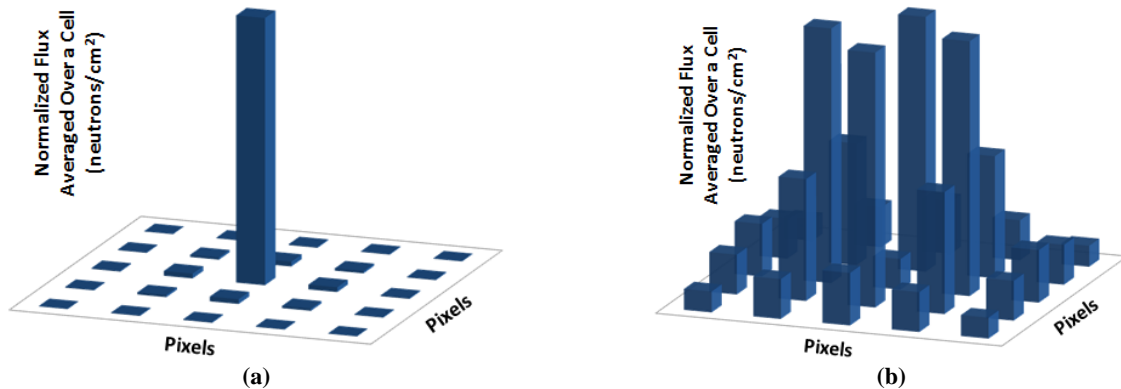 Normalized Flux
Averaged Over a Cell
(neutrons/cm²)
Pixels
Pixels
(a)
Normalized Flux
Averaged Over a Cell
(neutrons/cm²)
Pixels
Pixels
(b)